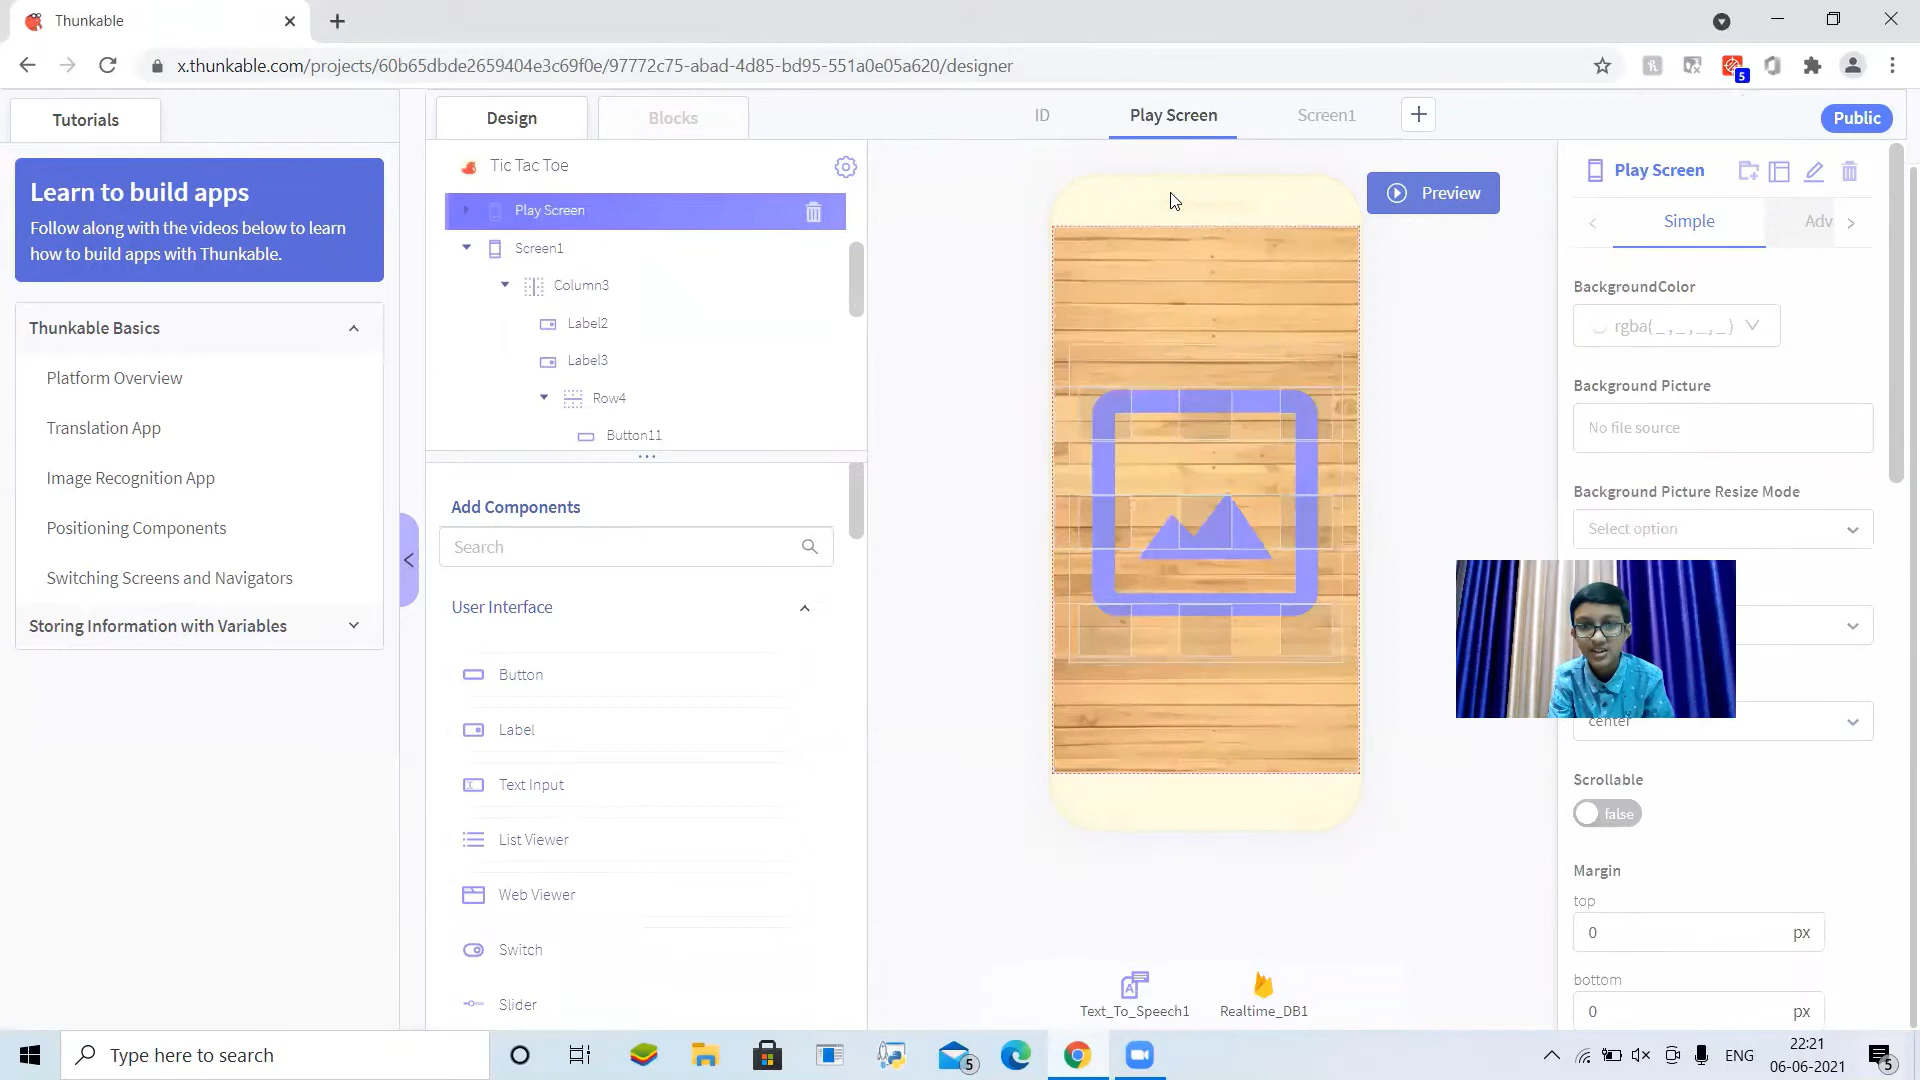 Thunkable
x.thunkable.com/projects/60b65dbde2659404e3c69f0e/97772c75-abad-4d85-bd95-551a0e05a620/designer
5
Tutorials
Design
Blocks
ID
Play Screen
Screen1
Public
Learn to build apps
Follow along with the videos below to learn
how to build apps with Thunkable.
Thunkable Basics
Platform Overview
Translation App
Image Recognition App
Positioning Components
Switching Screens and Navigators
Storing Information with Variables
Tic Tac Toe
Play Screen
Screen1
Column3
Label2
Label3
Row4
Button11
Add Components
Search
User Interface
Button
Label
Text Input
List Viewer
Web Viewer
Switch
Slider
Preview
Text_To_Speech1
Realtime_DB1
Play Screen
Simple
Adv
BackgroundColor
rgba(_,_,_,_)
Background Picture
No file source
Background Picture Resize Mode
Select option
center
Scrollable
false
Margin
top
0
px
bottom
0
px
Type here to search
5
ENG
22:21
06-06-2021
5